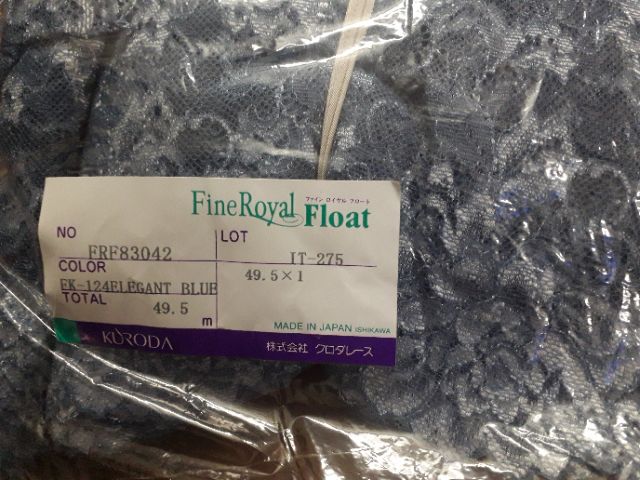 ファイン ロイヤル フロート
Fine Royal Float
NO FRF83042
LOT IT-275
COLOR EK-124ELEGANT BLUE
49.5×1
TOTAL 49.5 m
MADE IN JAPAN ISHIKAWA
KURODA 株式会社 クロダレース